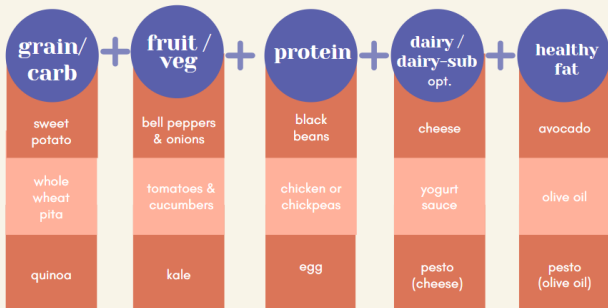 grain/
carb
+
fruit /
veg
+
protein
+
dairy /
dairy-sub
opt.
+
healthy
fat
sweet
potato
bell peppers
& onions
black
beans
cheese
avocado
whole
wheat
pita
tomatoes &
cucumbers
chicken or
chickpeas
yogurt
sauce
olive oil
quinoa
kale
egg
pesto
(cheese)
pesto
(olive oil)